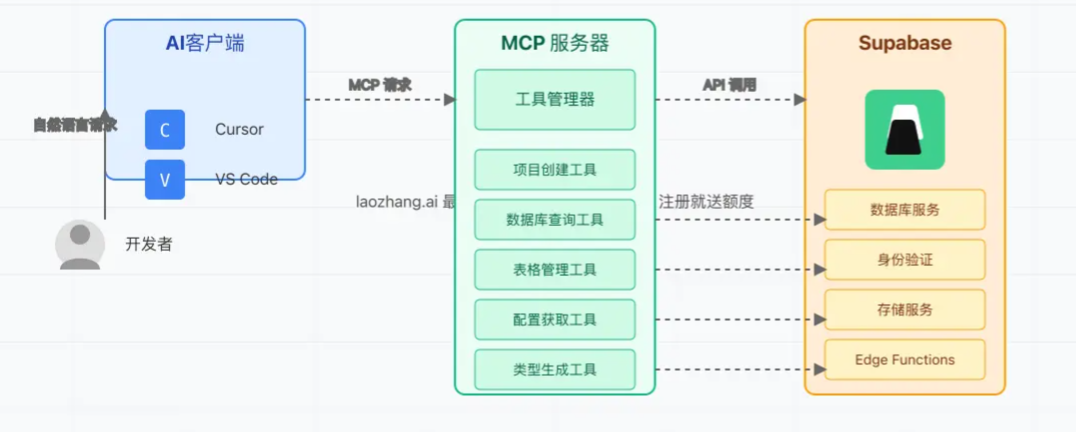 AI客户端
自然语言请求
C
Cursor
V
VS Code
开发者
MCP 请求
MCP 服务器
工具管理器
项目创建工具
数据库查询工具
表格管理工具
配置获取工具
类型生成工具
laozhang.ai 最
注册就送额度
API 调用
Supabase
数据库服务
身份验证
存储服务
Edge Functions